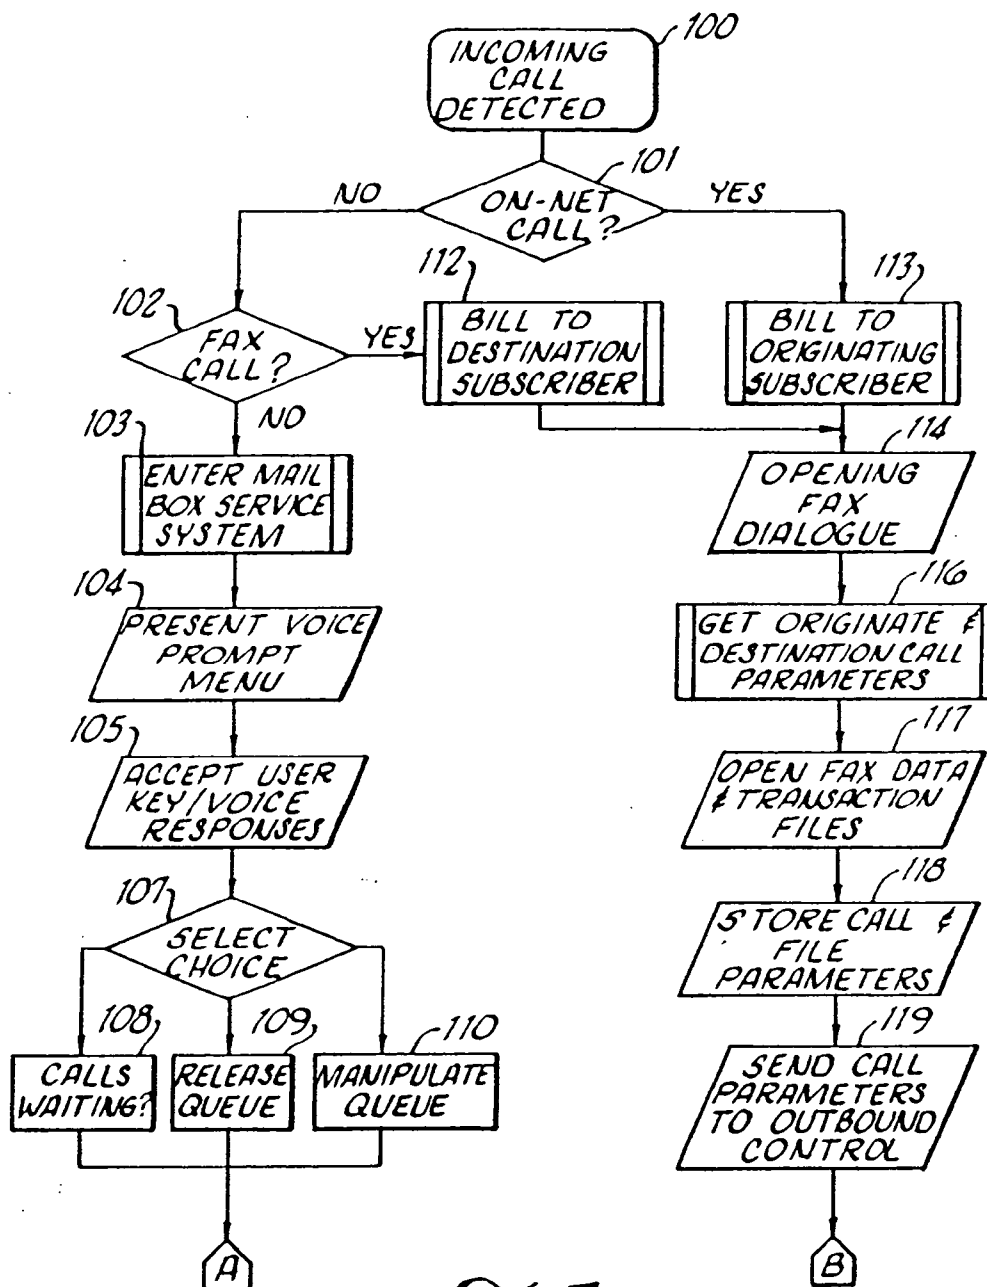 100
INCOMING
CALL
DETECTED
101
NO
ON-NET
CALL?
YES
112
113
102
FAX
CALL?
YES
BILL TO
DESTINATION
SUBSCRIBER
BILL TO
ORIGINATING
SUBSCRIBER
NO
103
114
ENTER MAIL
BOX SERVICE
SYSTEM
OPENING
FAX
DIALOGUE
104
116
PRESENT VOICE
PROMPT
MENU
GET ORIGINATE &
DESTINATION CALL
PARAMETERS
105
117
ACCEPT USER
KEY/VOICE
RESPONSES
OPEN FAX DATA
& TRANSACTION
FILES
107
118
SELECT
CHOICE
STORE CALL &
FILE
PARAMETERS
108
109
110
119
CALLS
WAITING?
RELEASE
QUEUE
MANIPULATE
QUEUE
SEND CALL
PARAMETERS
TO OUTBOUND
CONTROL
A
B